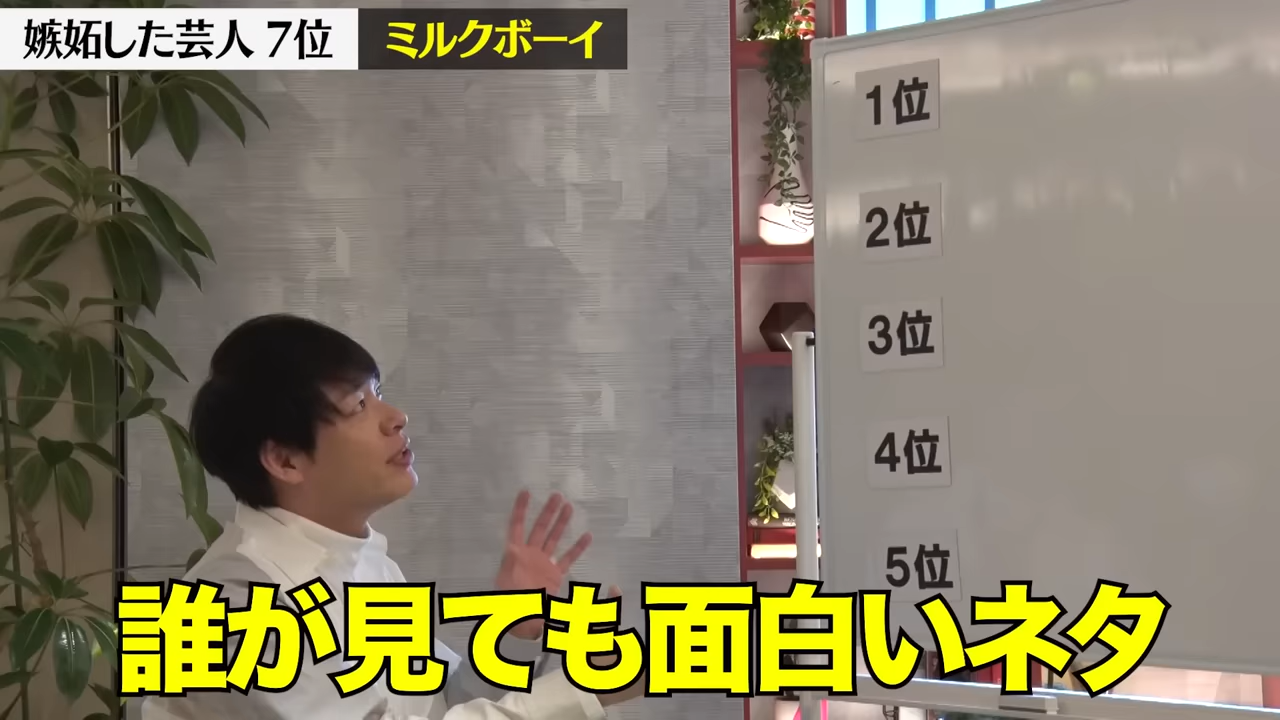 嫉妬した芸人 7位 ミルクボーイ
1位
2位
3位
4位
5位
誰が見ても面白いネタ